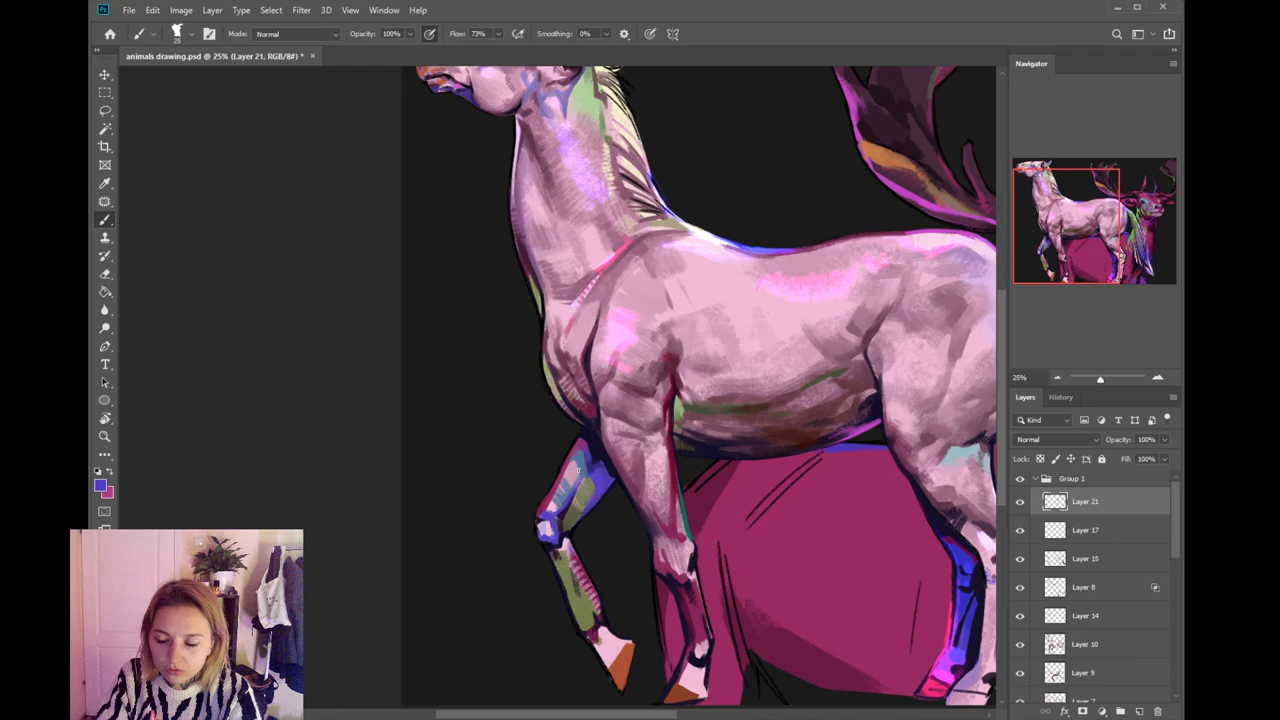 Ps File Edit Image Layer Type Select Filter 3D View Window Help
25 Mode: Normal Opacity: 100% Flow: 73% Smoothing: 0%
animals drawing.psd @ 25% (Layer 21, RGB/8#) *
Navigator
25%
Layers History
Kind
Normal Opacity: 100%
Lock: Fill: 100%
Group 1
Layer 21
Layer 17
Layer 15
Layer 8
Layer 14
Layer 10
Layer 9